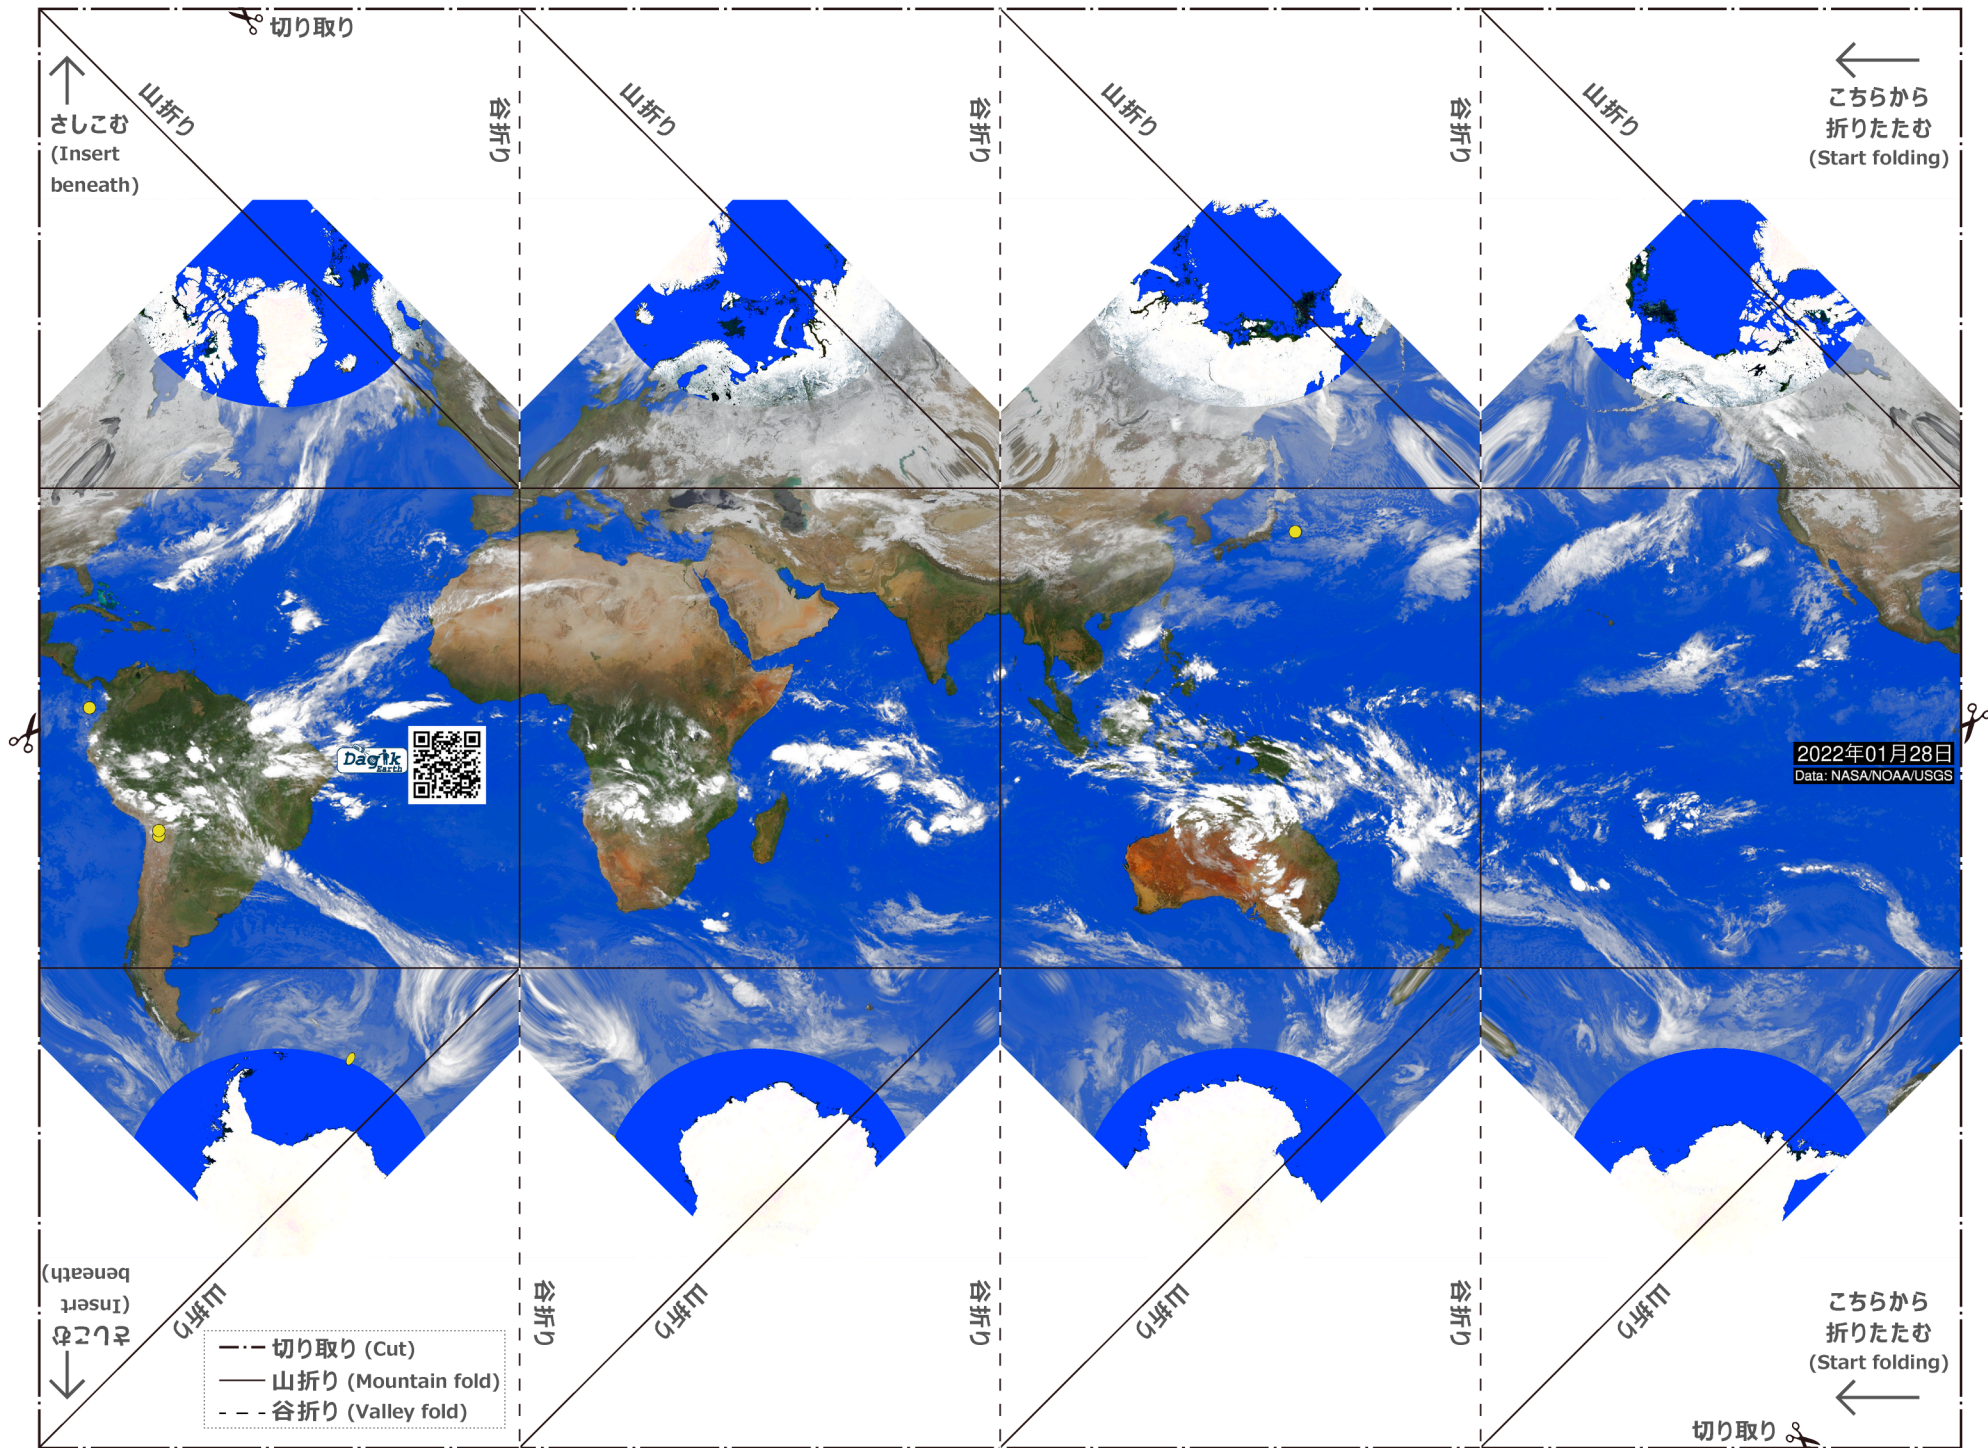 切り取り
さしこむ
(Insert
beneath)
山折り
谷折り
山折り
谷折り
山折り
谷折り
山折り
こちらから
折りたたむ
(Start folding)
Dagik
Earth
2022年01月28日
Data: NASA/NOAA/USGS
さしこむ
(Insert
beneath)
山折り
谷折り
山折り
谷折り
山折り
谷折り
山折り
こちらから
折りたたむ
(Start folding)
切り取り (Cut)
山折り (Mountain fold)
谷折り (Valley fold)
切り取り